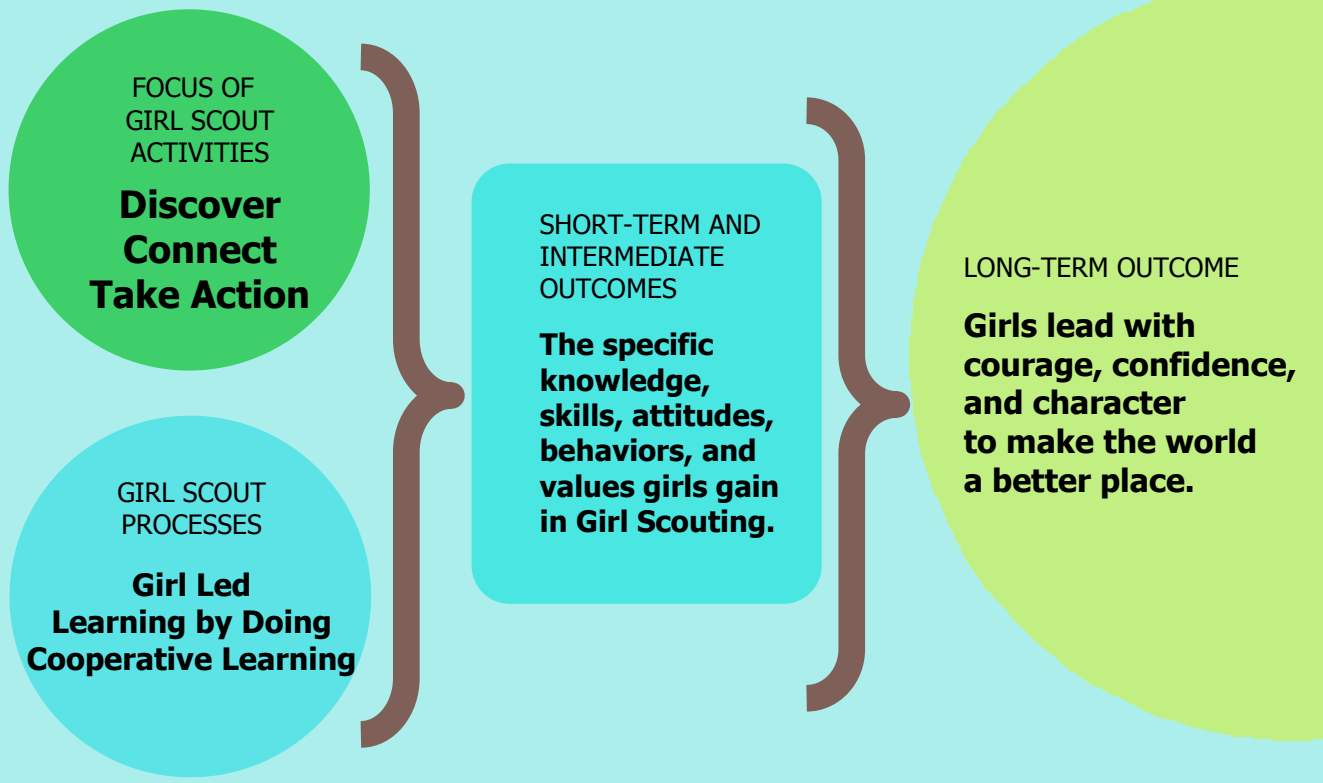 FOCUS OF
GIRL SCOUT
ACTIVITIES
Discover
Connect
Take Action
GIRL SCOUT
PROCESSES
Girl Led
Learning by Doing
Cooperative Learning
SHORT-TERM AND
INTERMEDIATE
OUTCOMES
The specific
knowledge,
skills, attitudes,
behaviors, and
values girls gain
in Girl Scouting.
LONG-TERM OUTCOME
Girls lead with
courage, confidence,
and character
to make the world
a better place.